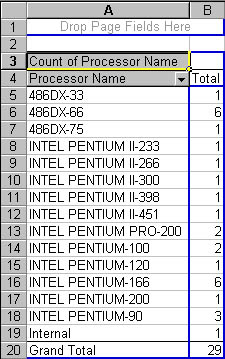 A B
1 Drop Page Fields Here
2
3 Count of Processor Name
4 Processor Name Total
5 486DX-33 1
6 486DX-66 6
7 486DX-75 1
8 INTEL PENTIUM II-233 1
9 INTEL PENTIUM II-266 1
10 INTEL PENTIUM II-300 1
11 INTEL PENTIUM II-398 1
12 INTEL PENTIUM II-451 1
13 INTEL PENTIUM PRO-200 2
14 INTEL PENTIUM-100 2
15 INTEL PENTIUM-120 1
16 INTEL PENTIUM-166 6
17 INTEL PENTIUM-200 1
18 INTEL PENTIUM-90 3
19 Internal 1
20 Grand Total 29